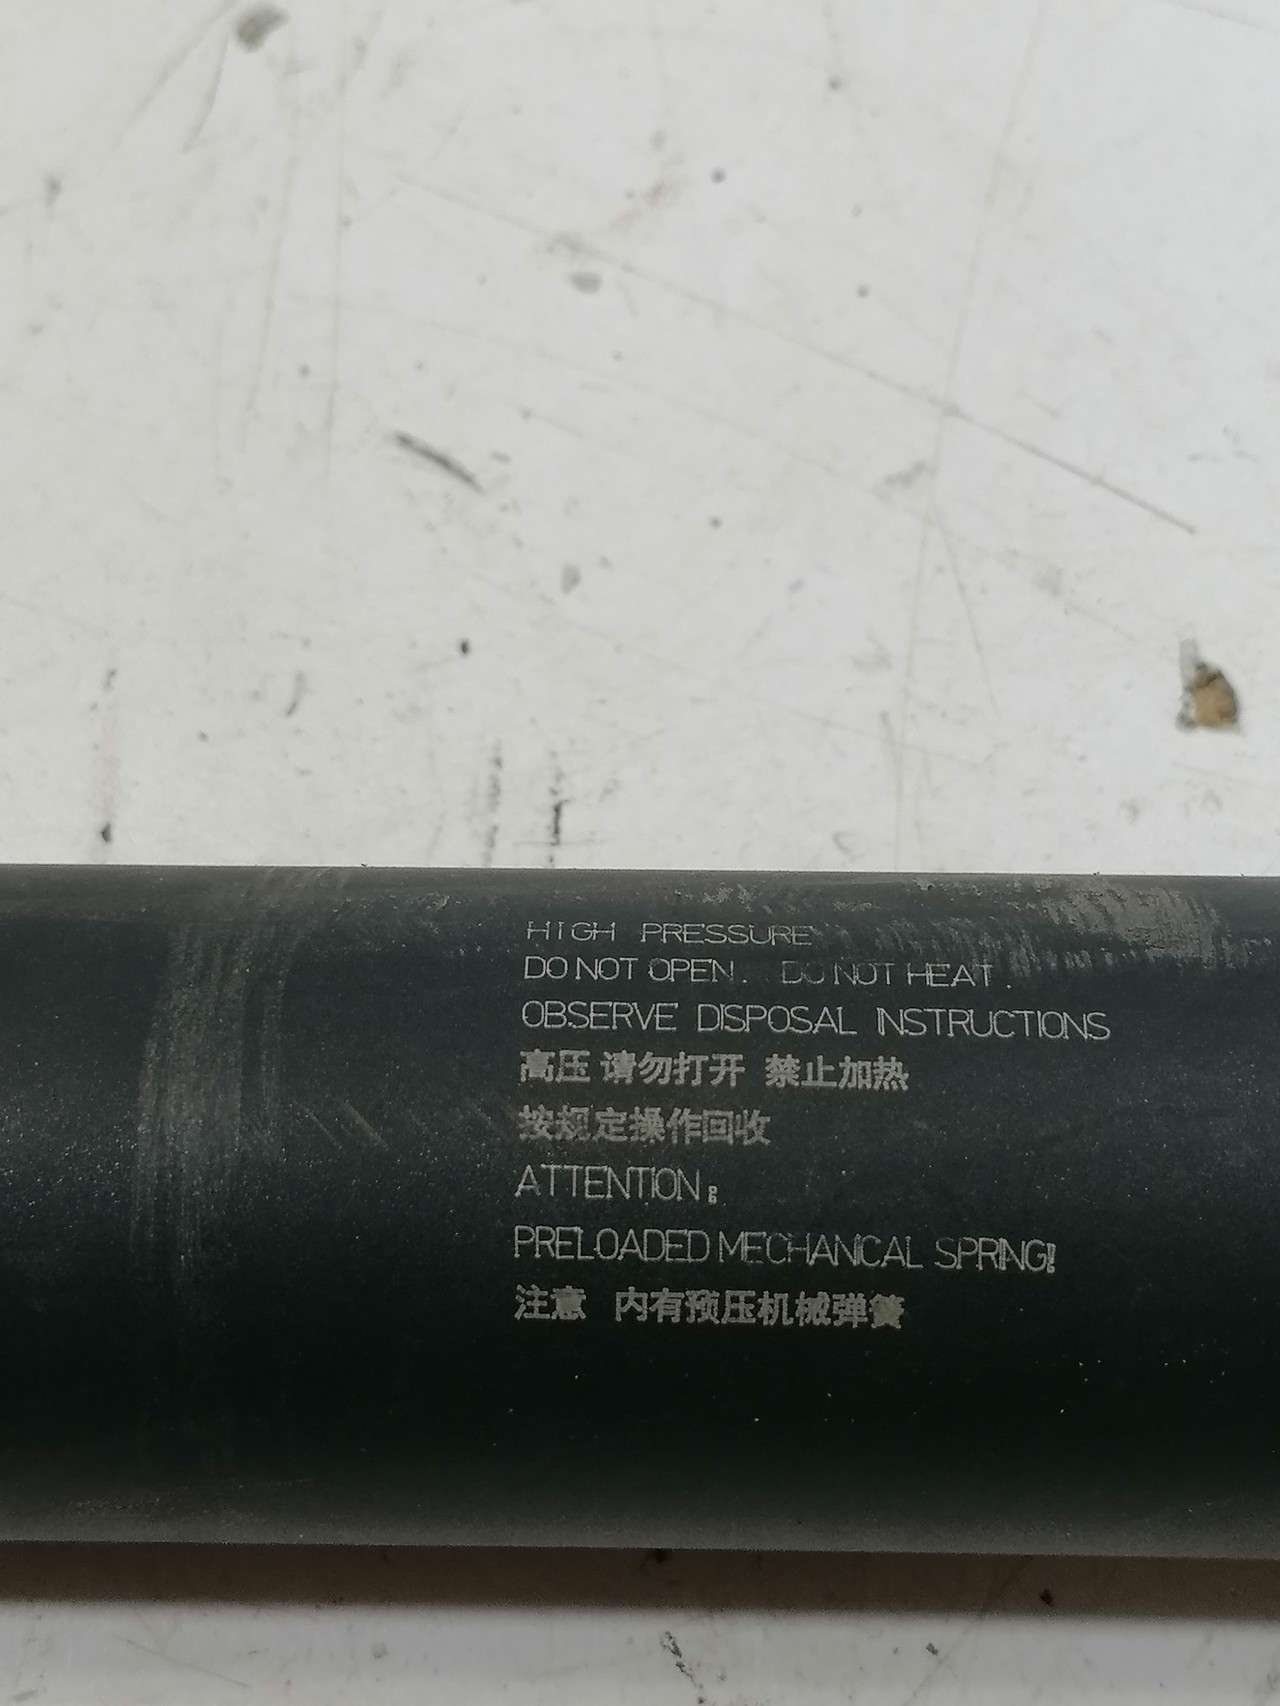 HIGH PRESSURE
DO NOT OPEN. DO NOT HEAT.
OBSERVE DISPOSAL INSTRUCTIONS
高压 请勿打开 禁止加热
按规定操作回收
ATTENTION:
PRELOADED MECHANICAL SPRING!
注意 内有预压机械弹簧